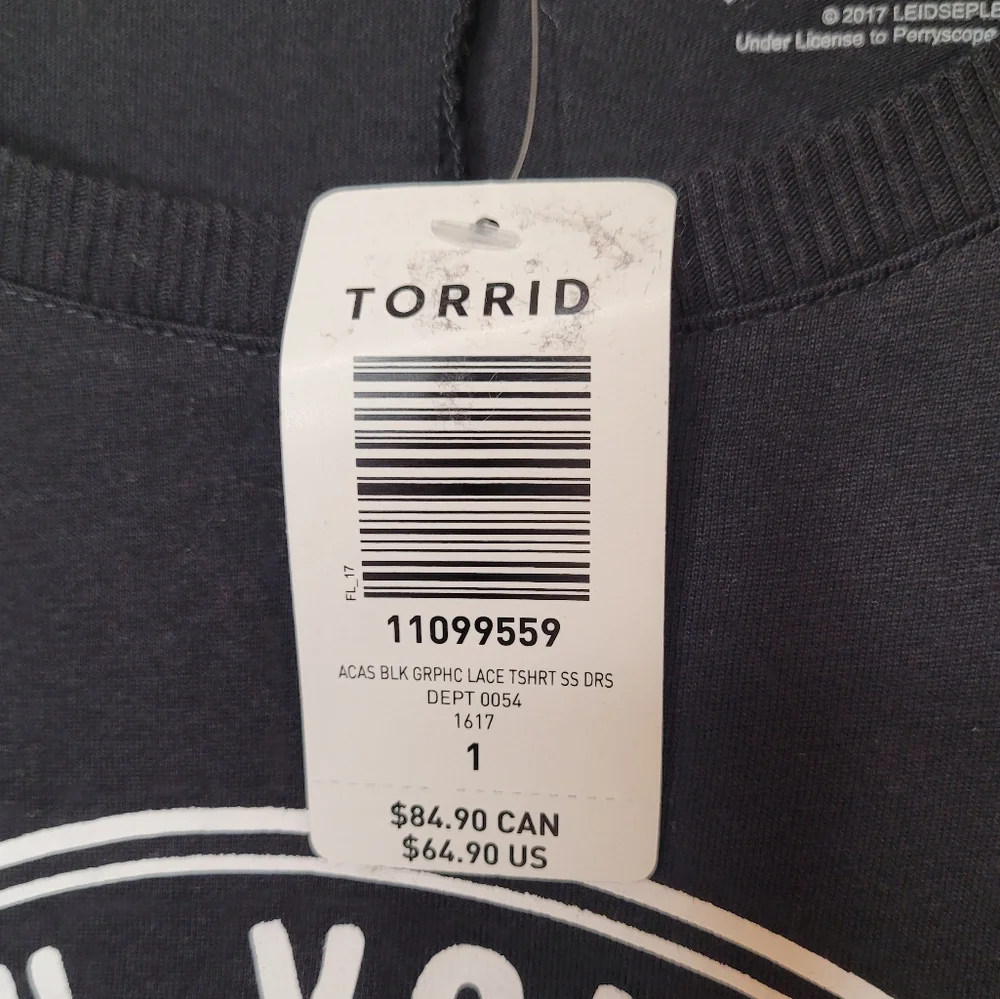 © 2017 LEIDSEPLE
Under License to Perryscope
TORRID
FL_17
11099559
ACAS BLK GRPHC LACE TSHRT SS DRS
DEPT 0054
1617
1
$84.90 CAN
$64.90 US